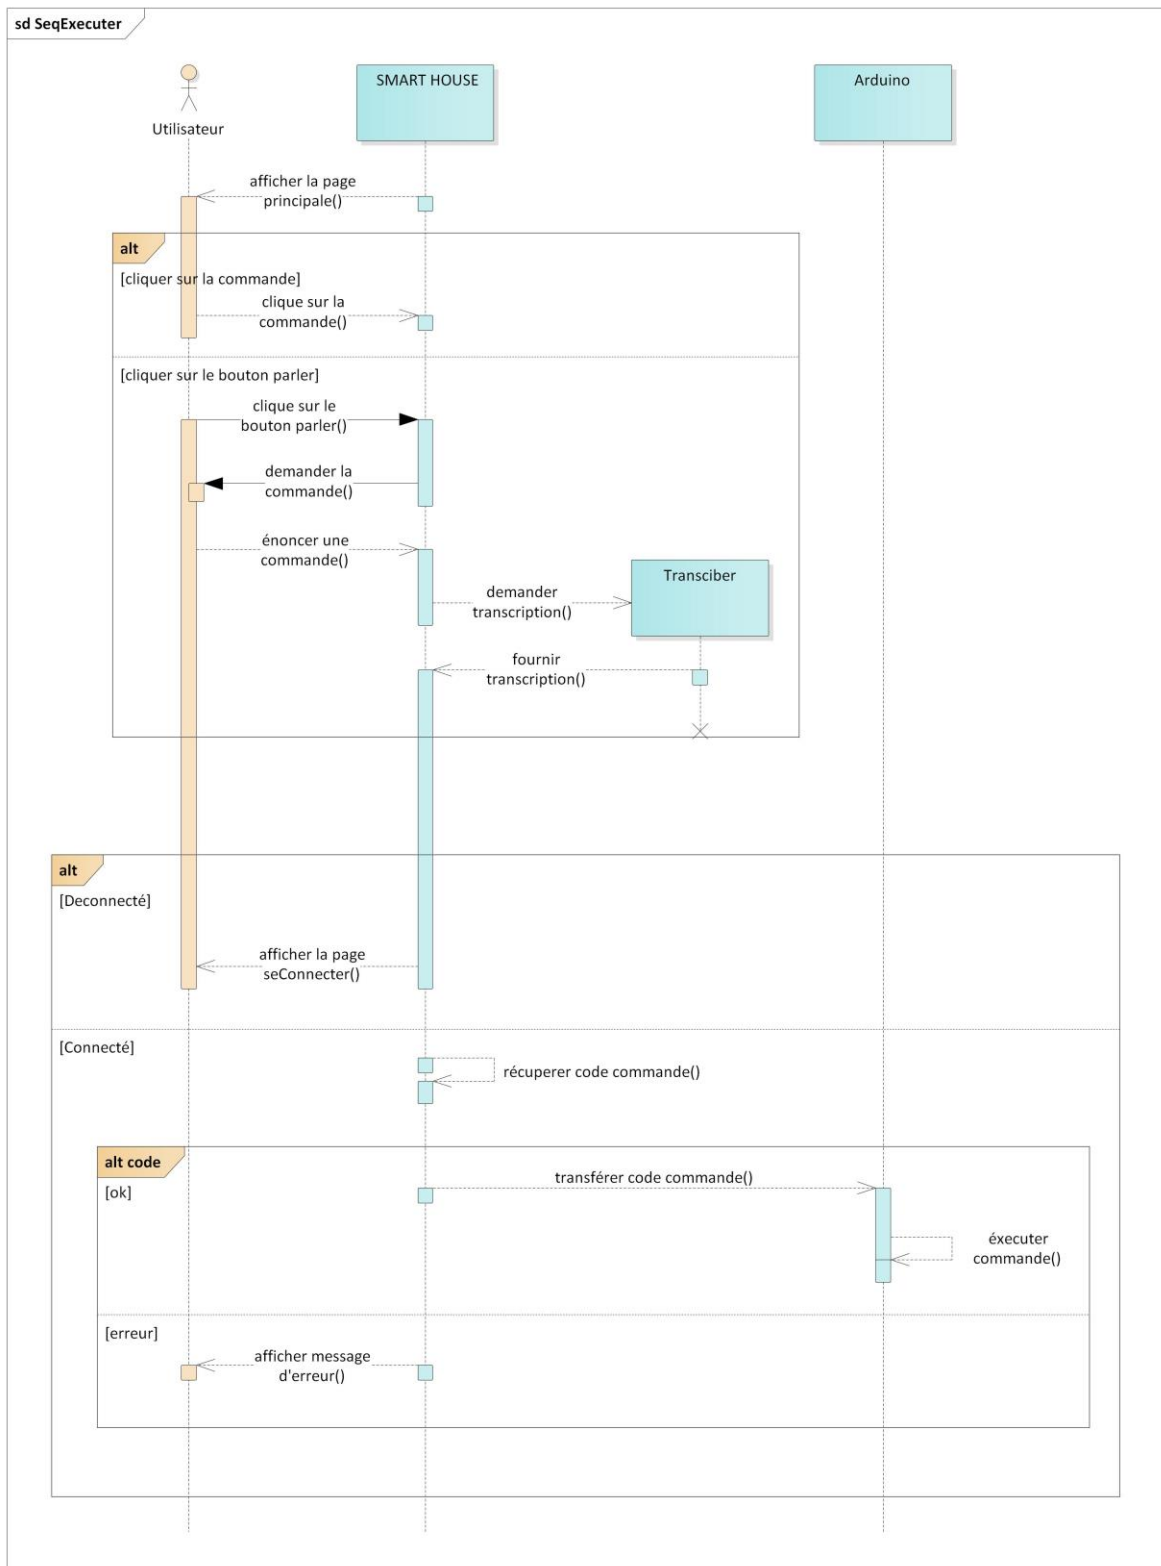 sd SeqExecuter
SMART HOUSE
Arduino
Utilisateur
afficher la page
principale()
alt
[cliquer sur la commande]
clique sur la
commande()
[cliquer sur le bouton parler]
clique sur le
bouton parler()
demander la
commande()
énoncer une
commande()
Transciber
demander
transcription()
fournir
transcription()
alt
[Deconnecté]
afficher la page
seConnecter()
[Connecté]
récuperer code commande()
alt code
transférer code commande()
[ok]
éxecuter
commande()
[erreur]
afficher message
d'erreur()